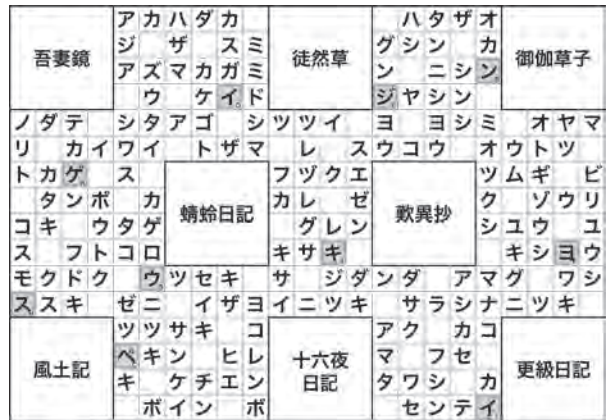 アカハダカ ハタザオ
ジ ザ スミ グシン カ
吾妻鏡 徒然草 御伽草子
アズマカガミ ン ニシン
ウ ケイド ジヤシン
ノダテ シタアゴ シツツイ ヨ ヨシミ オヤマ
リ カイワイ トザマ レ スウコウ オウトツ
トカゲ ス フヅクエ ツムギ ビ
タンボ カ カレ ゼ ク ゾウリ
蜻蛉日記 歎異抄
コキ ウタゲ グレン シユウ ユ
ス フトコロ キサギ キシヨウ
モクドク ウツセキ サ ジダンダ アマグ ワシ
ススキ ゼニ イザヨイニツキ サラシナニツキ
ツツサキ コ アク カコ
ペキン ヒレ マ フセ
風土記 十六夜日記 更級日記
キ ケチエン タワシ カ
ボイン ボ センテイ